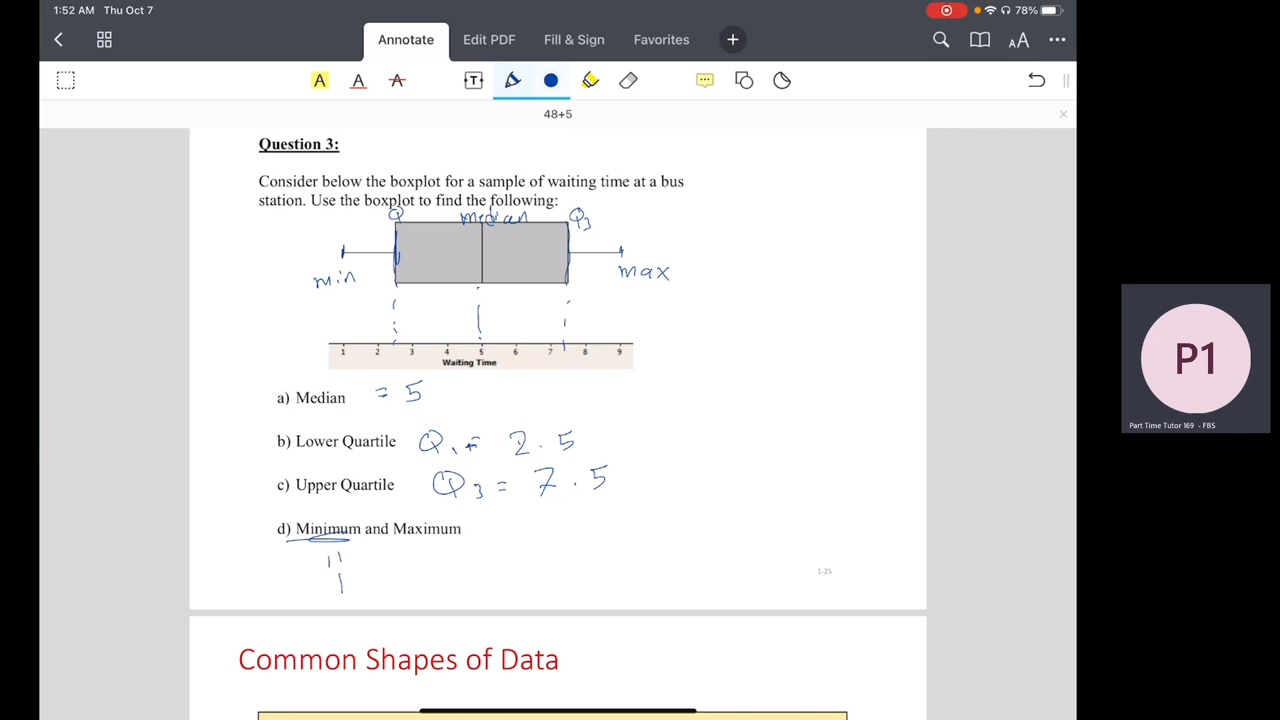 1:52 AM Thu Oct 7
78%
Annotate Edit PDF Fill & Sign Favorites
A A A T AA
48+5
Question 3:
Consider below the boxplot for a sample of waiting time at a bus
station. Use the boxplot to find the following:
Q median Q3
min max
1 2 3 4 5 6 7 8 9
Waiting Time
a) Median = 5
b) Lower Quartile Q1 = 2.5
c) Upper Quartile Q3 = 7.5
d) Minimum and Maximum
1
1-25
Common Shapes of Data
P1
Part Time Tutor 169 - FBS